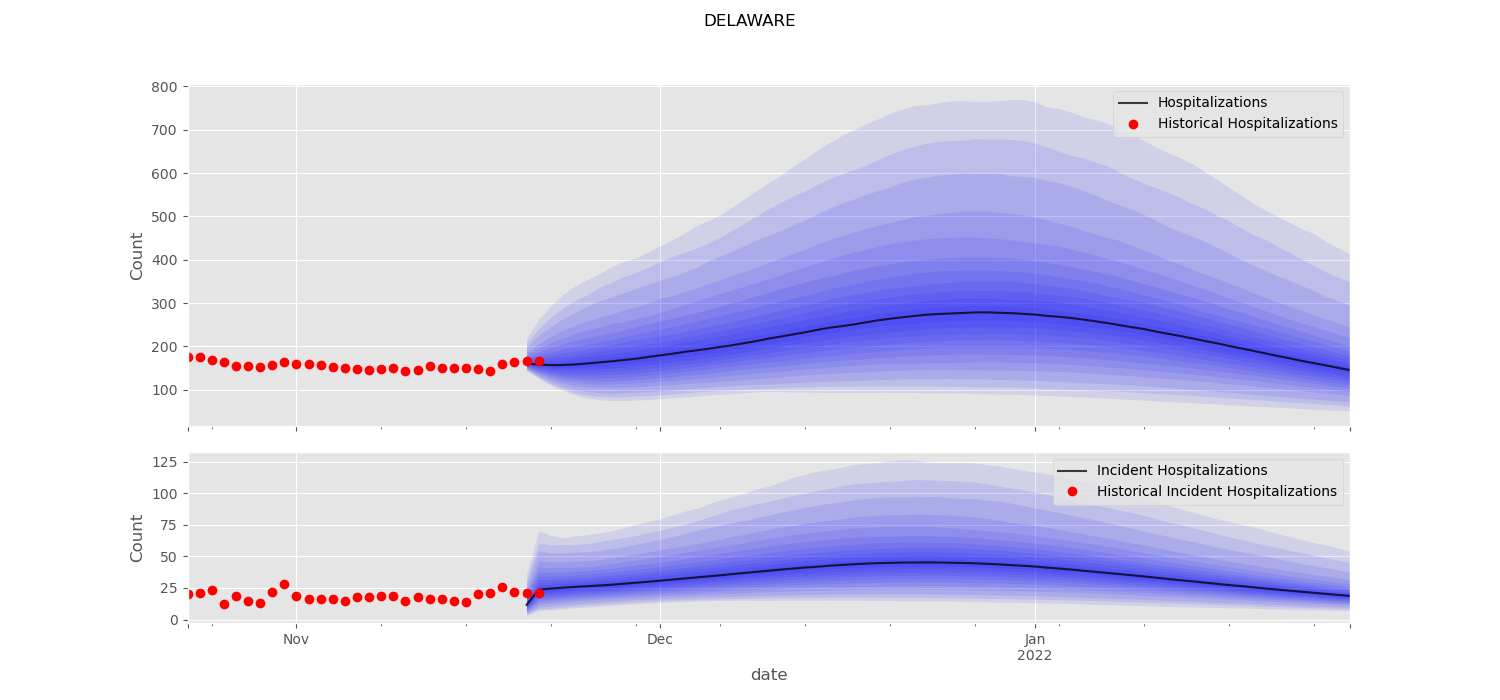 DELAWARE
800
700
600
500
400
300
200
100
Count
Hospitalizations
Historical Hospitalizations
125
100
75
50
25
0
Count
Incident Hospitalizations
Historical Incident Hospitalizations
Nov
Dec
Jan
2022
date